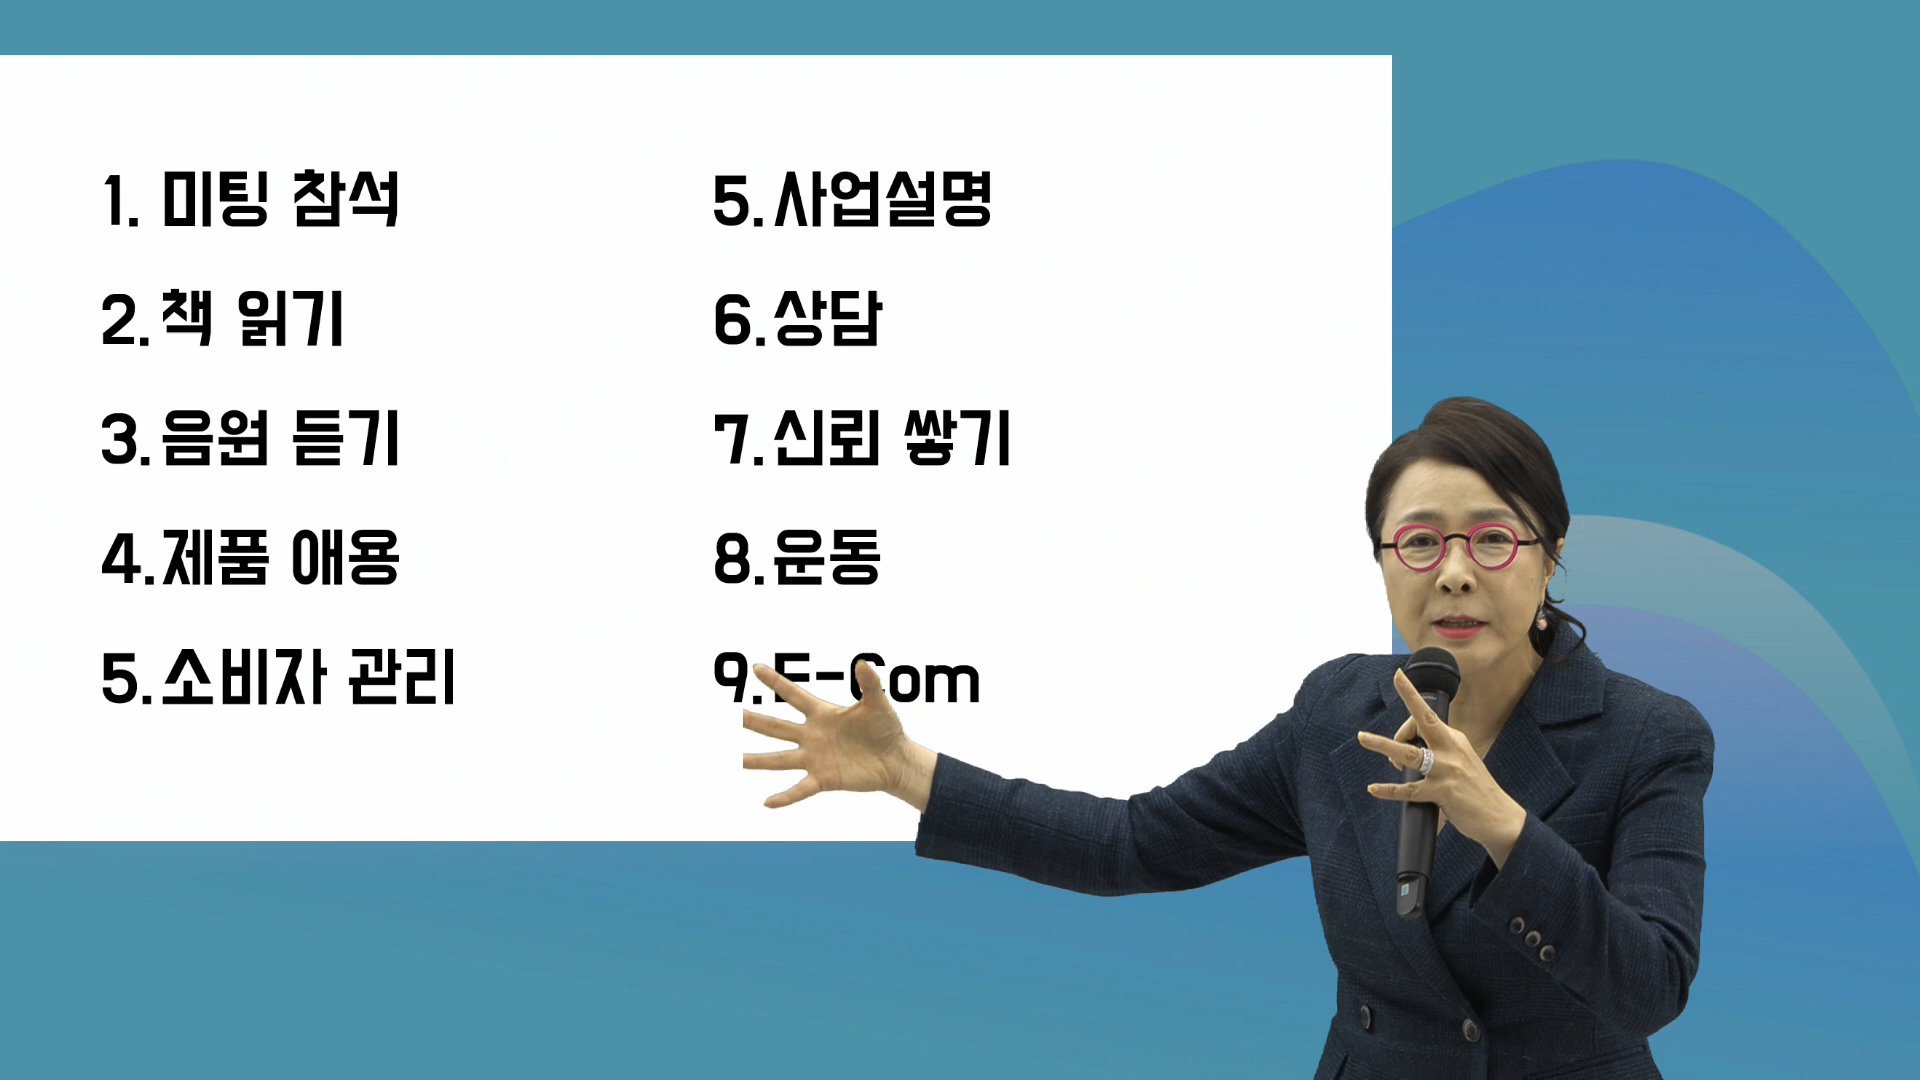 1. 미팅 참석
2. 책 읽기
3. 음원 듣기
4. 제품 애용
5. 소비자 관리
5. 사업설명
6. 상담
7. 신뢰 쌓기
8. 운동
9. E-Com